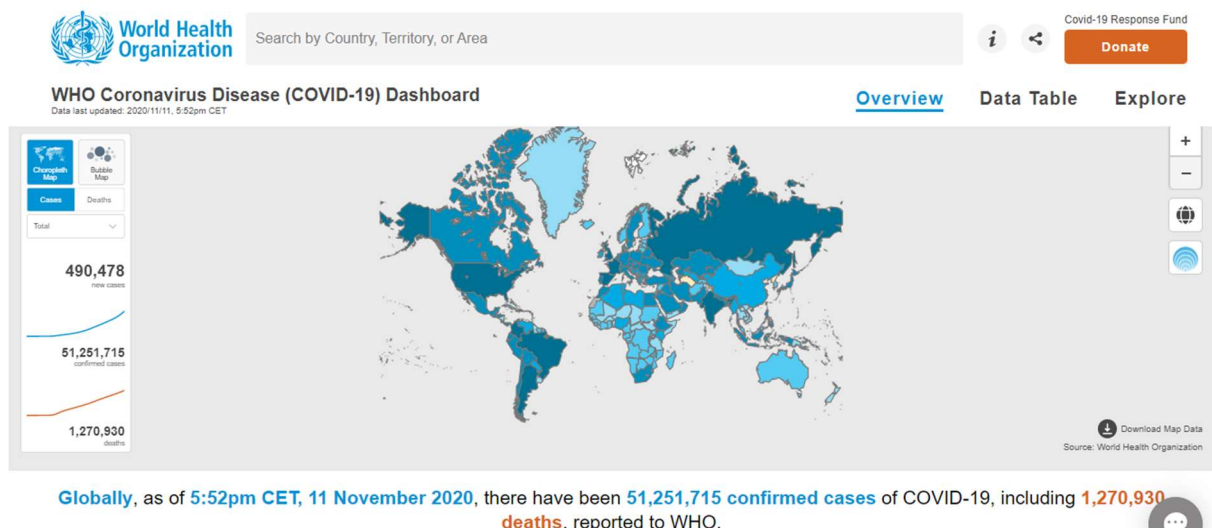 World Health
Organization
Search by Country, Territory, or Area
i
Covid-19 Response Fund
Donate
WHO Coronavirus Disease (COVID-19) Dashboard
Data last updated: 2020/11/11, 5:52pm CET
Overview
Data Table
Explore
Choropleth
Map
Bubble
Map
Cases
Deaths
Total
490,478
new cases
51,251,715
confirmed cases
1,270,930
deaths
+
−
Download Map Data
Source: World Health Organization
Globally, as of 5:52pm CET, 11 November 2020, there have been 51,251,715 confirmed cases of COVID-19, including 1,270,930
deaths, reported to WHO.